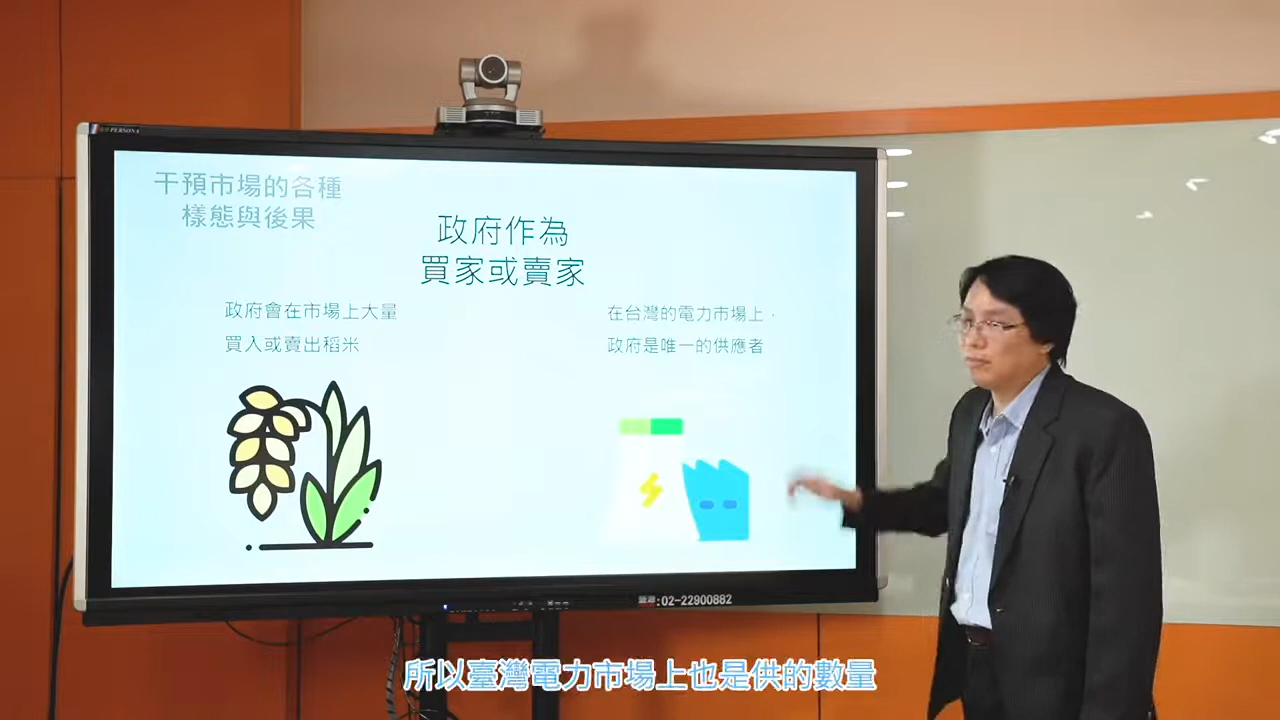 PERSONA
干預市場的各種
樣態與後果
政府作為
買家或賣家
政府會在市場上大量
買入或賣出稻米
在台灣的電力市場上，
政府是唯一的供應者
:02-22900882
所以臺灣電力市場上也是供的數量